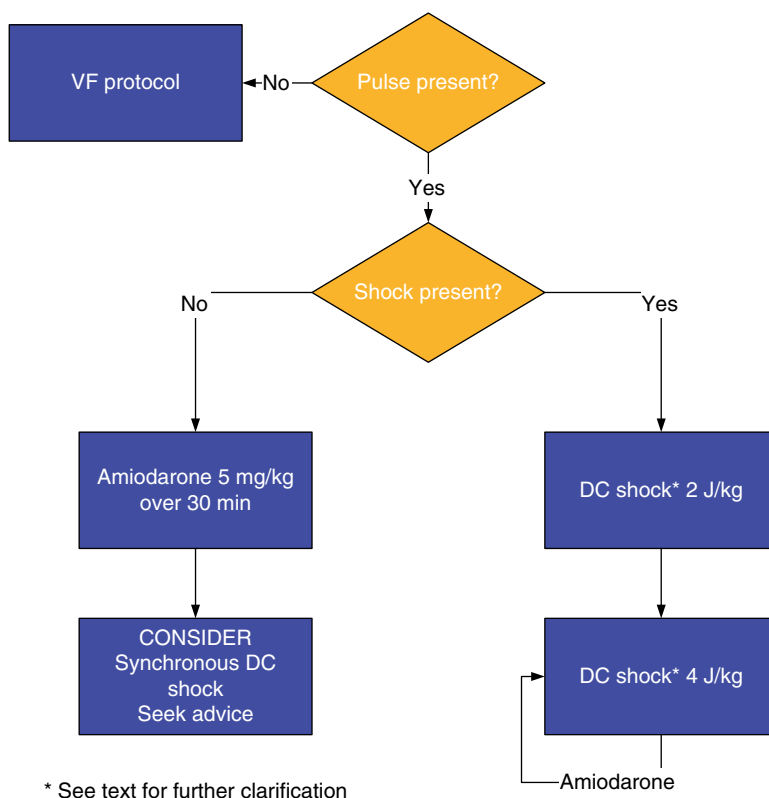 Pulse present?
No
VF protocol
Yes
Shock present?
No
Yes
Amiodarone 5 mg/kg
over 30 min
DC shock* 2 J/kg
CONSIDER
Synchronous DC
shock
Seek advice
DC shock* 4 J/kg
Amiodarone
* See text for further clarification